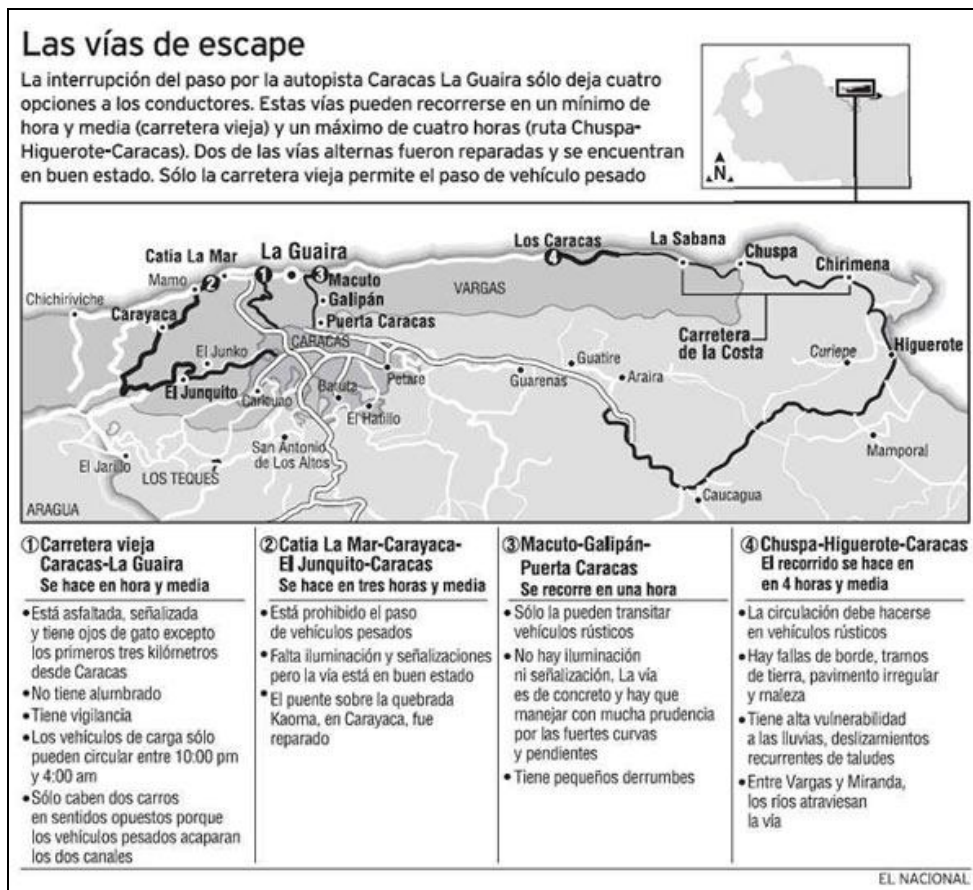 Las vías de escape
La interrupción del paso por la autopista Caracas La Guaira sólo deja cuatro
opciones a los conductores. Estas vías pueden recorrerse en un mínimo de
hora y media (carretera vieja) y un máximo de cuatro horas (ruta Chuspa-
Higuerote-Caracas). Dos de las vías alternas fueron reparadas y se encuentran
en buen estado. Sólo la carretera vieja permite el paso de vehículo pesado
N
Catia La Mar
La Guaira
Los Caracas
La Sabana
Chuspa
Chirimena
Mamo
2
1
3
4
Macuto
Galipán
Puerta Caracas
VARGAS
Chichiriviche
Carayaca
CARACAS
Carretera
de la Costa
Higuerote
El Junko
El Junquito
Caricuao
Baruta
El Hatillo
Petare
Guarenas
Guatire
Araira
Curiepe
Mamporal
San Antonio
de Los Altos
El Jarillo
LOS TEQUES
Caucagua
ARAGUA
① Carretera vieja
Caracas-La Guaira
Se hace en hora y media
• Está asfaltada, señalizada
y tiene ojos de gato excepto
los primeros tres kilómetros
desde Caracas
• No tiene alumbrado
• Tiene vigilancia
• Los vehículos de carga sólo
pueden circular entre 10:00 pm
y 4:00 am
• Sólo caben dos carros
en sentidos opuestos porque
los vehículos pesados acaparan
los dos canales
② Catia La Mar-Carayaca-
El Junquito-Caracas
Se hace en tres horas y media
• Está prohibido el paso
de vehículos pesados
• Falta iluminación y señalizaciones
pero la vía está en buen estado
• El puente sobre la quebrada
Kaoma, en Carayaca, fue
reparado
③ Macuto-Galipán-
Puerta Caracas
Se recorre en una hora
• Sólo la pueden transitar
vehículos rústicos
• No hay iluminación
ni señalización, La vía
es de concreto y hay que
manejar con mucha prudencia
por las fuertes curvas
y pendientes
• Tiene pequeños derrumbes
④ Chuspa-Higuerote-Caracas
El recorrido se hace en
en 4 horas y media
• La circulación debe hacerse
en vehículos rústicos
• Hay fallas de borde, tramos
de tierra, pavimento irregular
y maleza
• Tiene alta vulnerabilidad
a las lluvias, deslizamientos
recurrentes de taludes
• Entre Vargas y Miranda,
los ríos atraviesan
la vía
EL NACIONAL